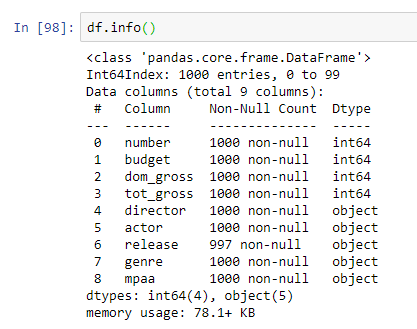 In [98]: df.info()
<class 'pandas.core.frame.DataFrame'>
Int64Index: 1000 entries, 0 to 99
Data columns (total 9 columns):
 #   Column     Non-Null Count  Dtype
---  ------     --------------  -----
 0   number     1000 non-null   int64
 1   budget     1000 non-null   int64
 2   dom_gross  1000 non-null   int64
 3   tot_gross  1000 non-null   int64
 4   director   1000 non-null   object
 5   actor      1000 non-null   object
 6   release    997 non-null    object
 7   genre      1000 non-null   object
 8   mpaa       1000 non-null   object
dtypes: int64(4), object(5)
memory usage: 78.1+ KB